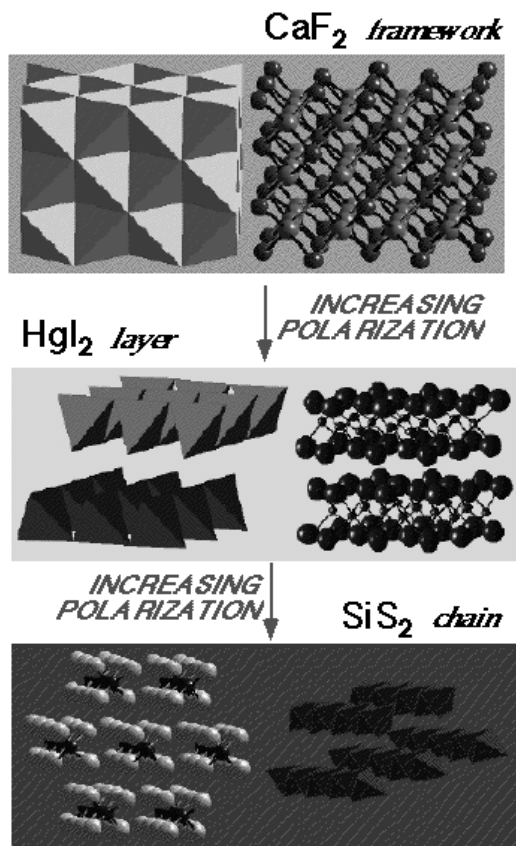 CaF2 framework
INCREASING
POLARIZATION
HgI2 layer
INCREASING
POLARIZATION
SiS2 chain